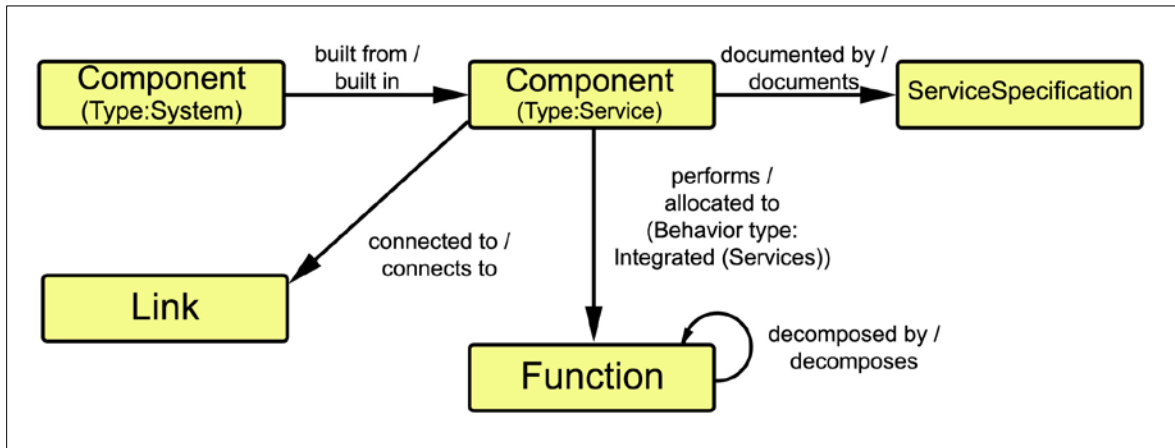 Component
(Type:System)
built from /
built in
Component
(Type:Service)
documented by /
documents
ServiceSpecification
performs /
allocated to
(Behavior type:
Integrated (Services))
connected to /
connects to
Link
Function
decomposed by /
decomposes